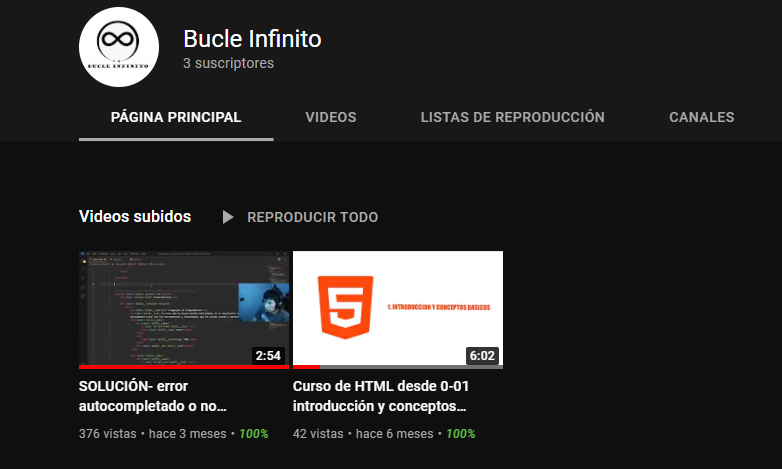 Bucle Infinito
3 suscriptores
BUCLE INFINITO
PÁGINA PRINCIPAL VIDEOS LISTAS DE REPRODUCCIÓN CANALES
Videos subidos REPRODUCIR TODO
1. INTRODUCCION Y CONCEPTOS BASICOS
2:54 6:02
SOLUCIÓN- error
autocompletado o no...
376 vistas • hace 3 meses • 100%
Curso de HTML desde 0-01
introducción y conceptos...
42 vistas • hace 6 meses • 100%